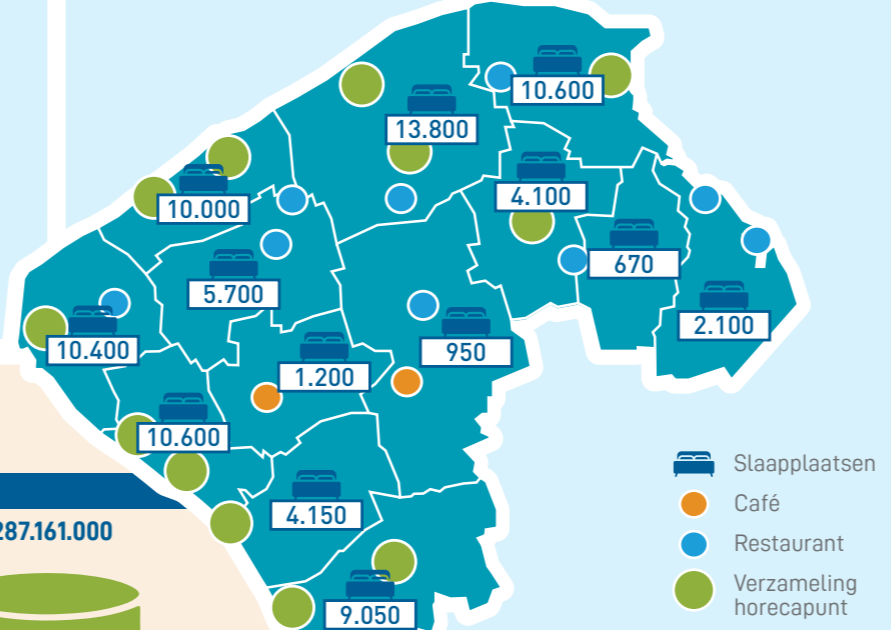 10.600
13.800
4.100
10.000
670
5.700
2.100
10.400
950
1.200
10.600
Slaapplaatsen
Café
4.150
287.161.000
Restaurant
Verzameling
horecapunt
9.050